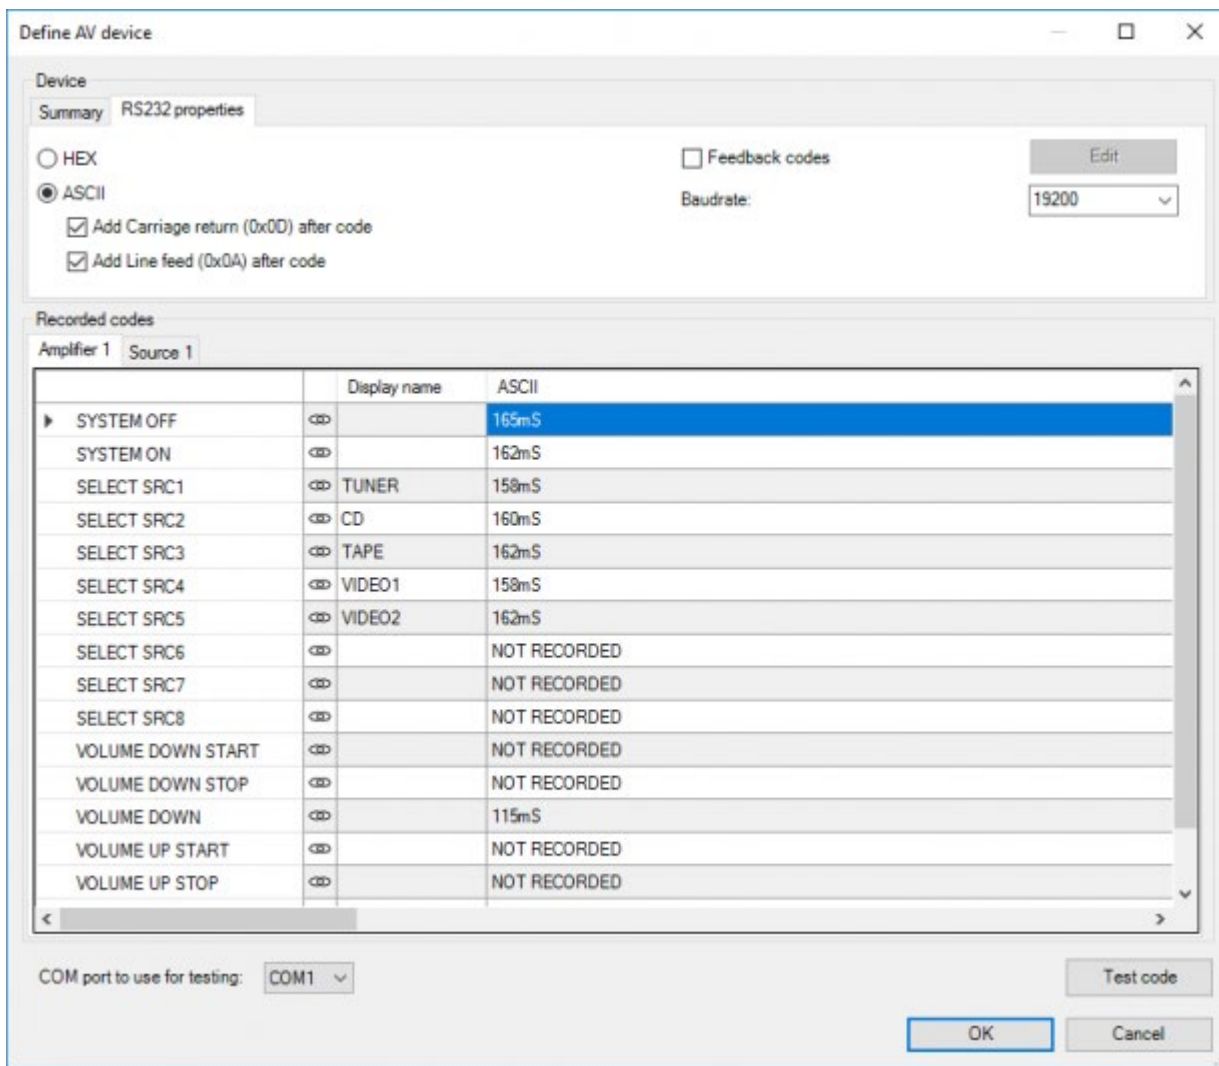 Define AV device
Device
Summary RS232 properties
HEX
ASCII
Add Carriage return (0x0D) after code
Add Line feed (0x0A) after code
Feedback codes Edit
Baudrate: 19200
Recorded codes
Amplifier 1 Source 1
Display name ASCII
SYSTEM OFF 165mS
SYSTEM ON 162mS
SELECT SRC1 TUNER 158mS
SELECT SRC2 CD 160mS
SELECT SRC3 TAPE 162mS
SELECT SRC4 VIDEO1 158mS
SELECT SRC5 VIDEO2 162mS
SELECT SRC6 NOT RECORDED
SELECT SRC7 NOT RECORDED
SELECT SRC8 NOT RECORDED
VOLUME DOWN START NOT RECORDED
VOLUME DOWN STOP NOT RECORDED
VOLUME DOWN 115mS
VOLUME UP START NOT RECORDED
VOLUME UP STOP NOT RECORDED
COM port to use for testing: COM1 Test code
OK Cancel